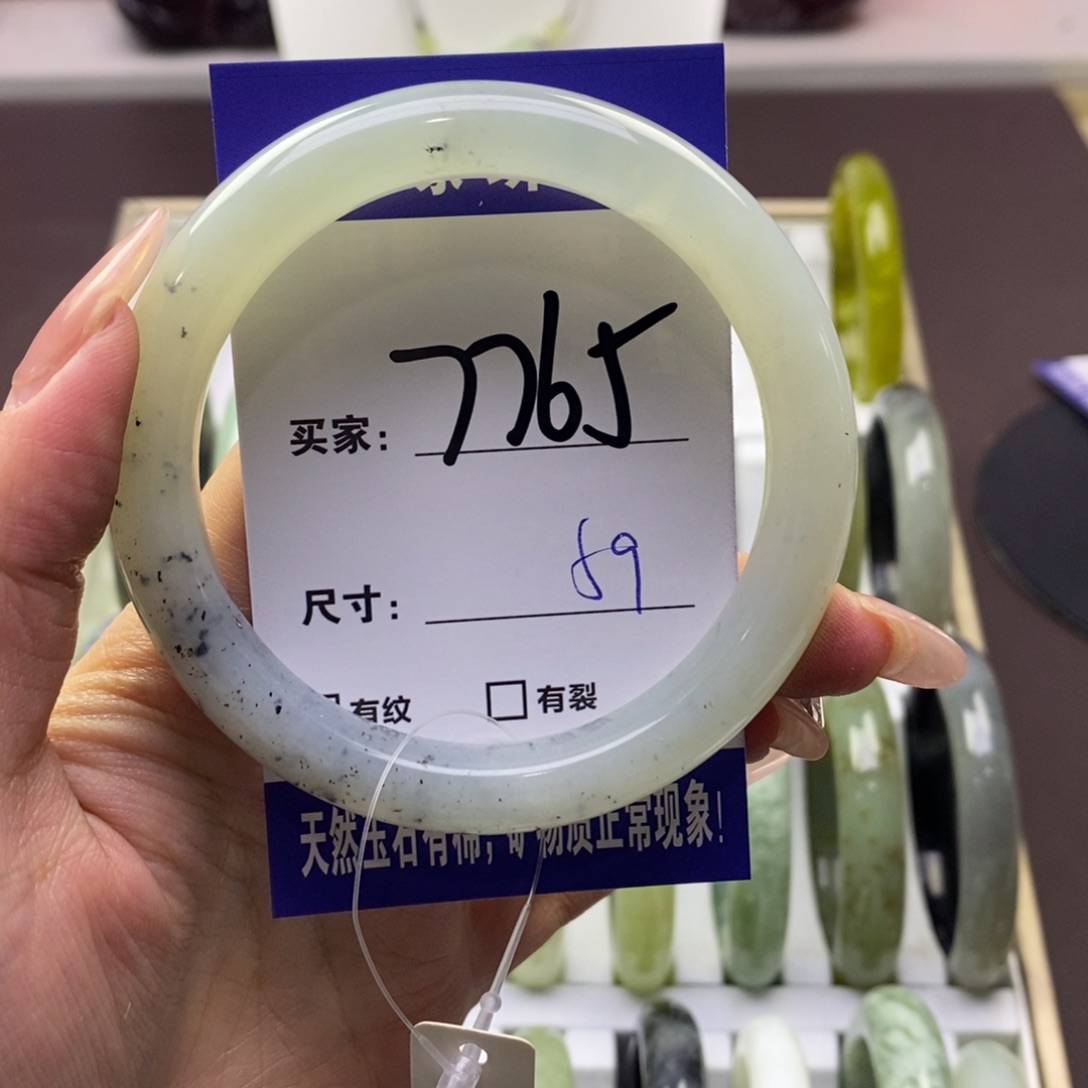 买家: 7765
尺寸: 59
有纹 □有裂
天然玉石有棉, 矿物质正常现象!